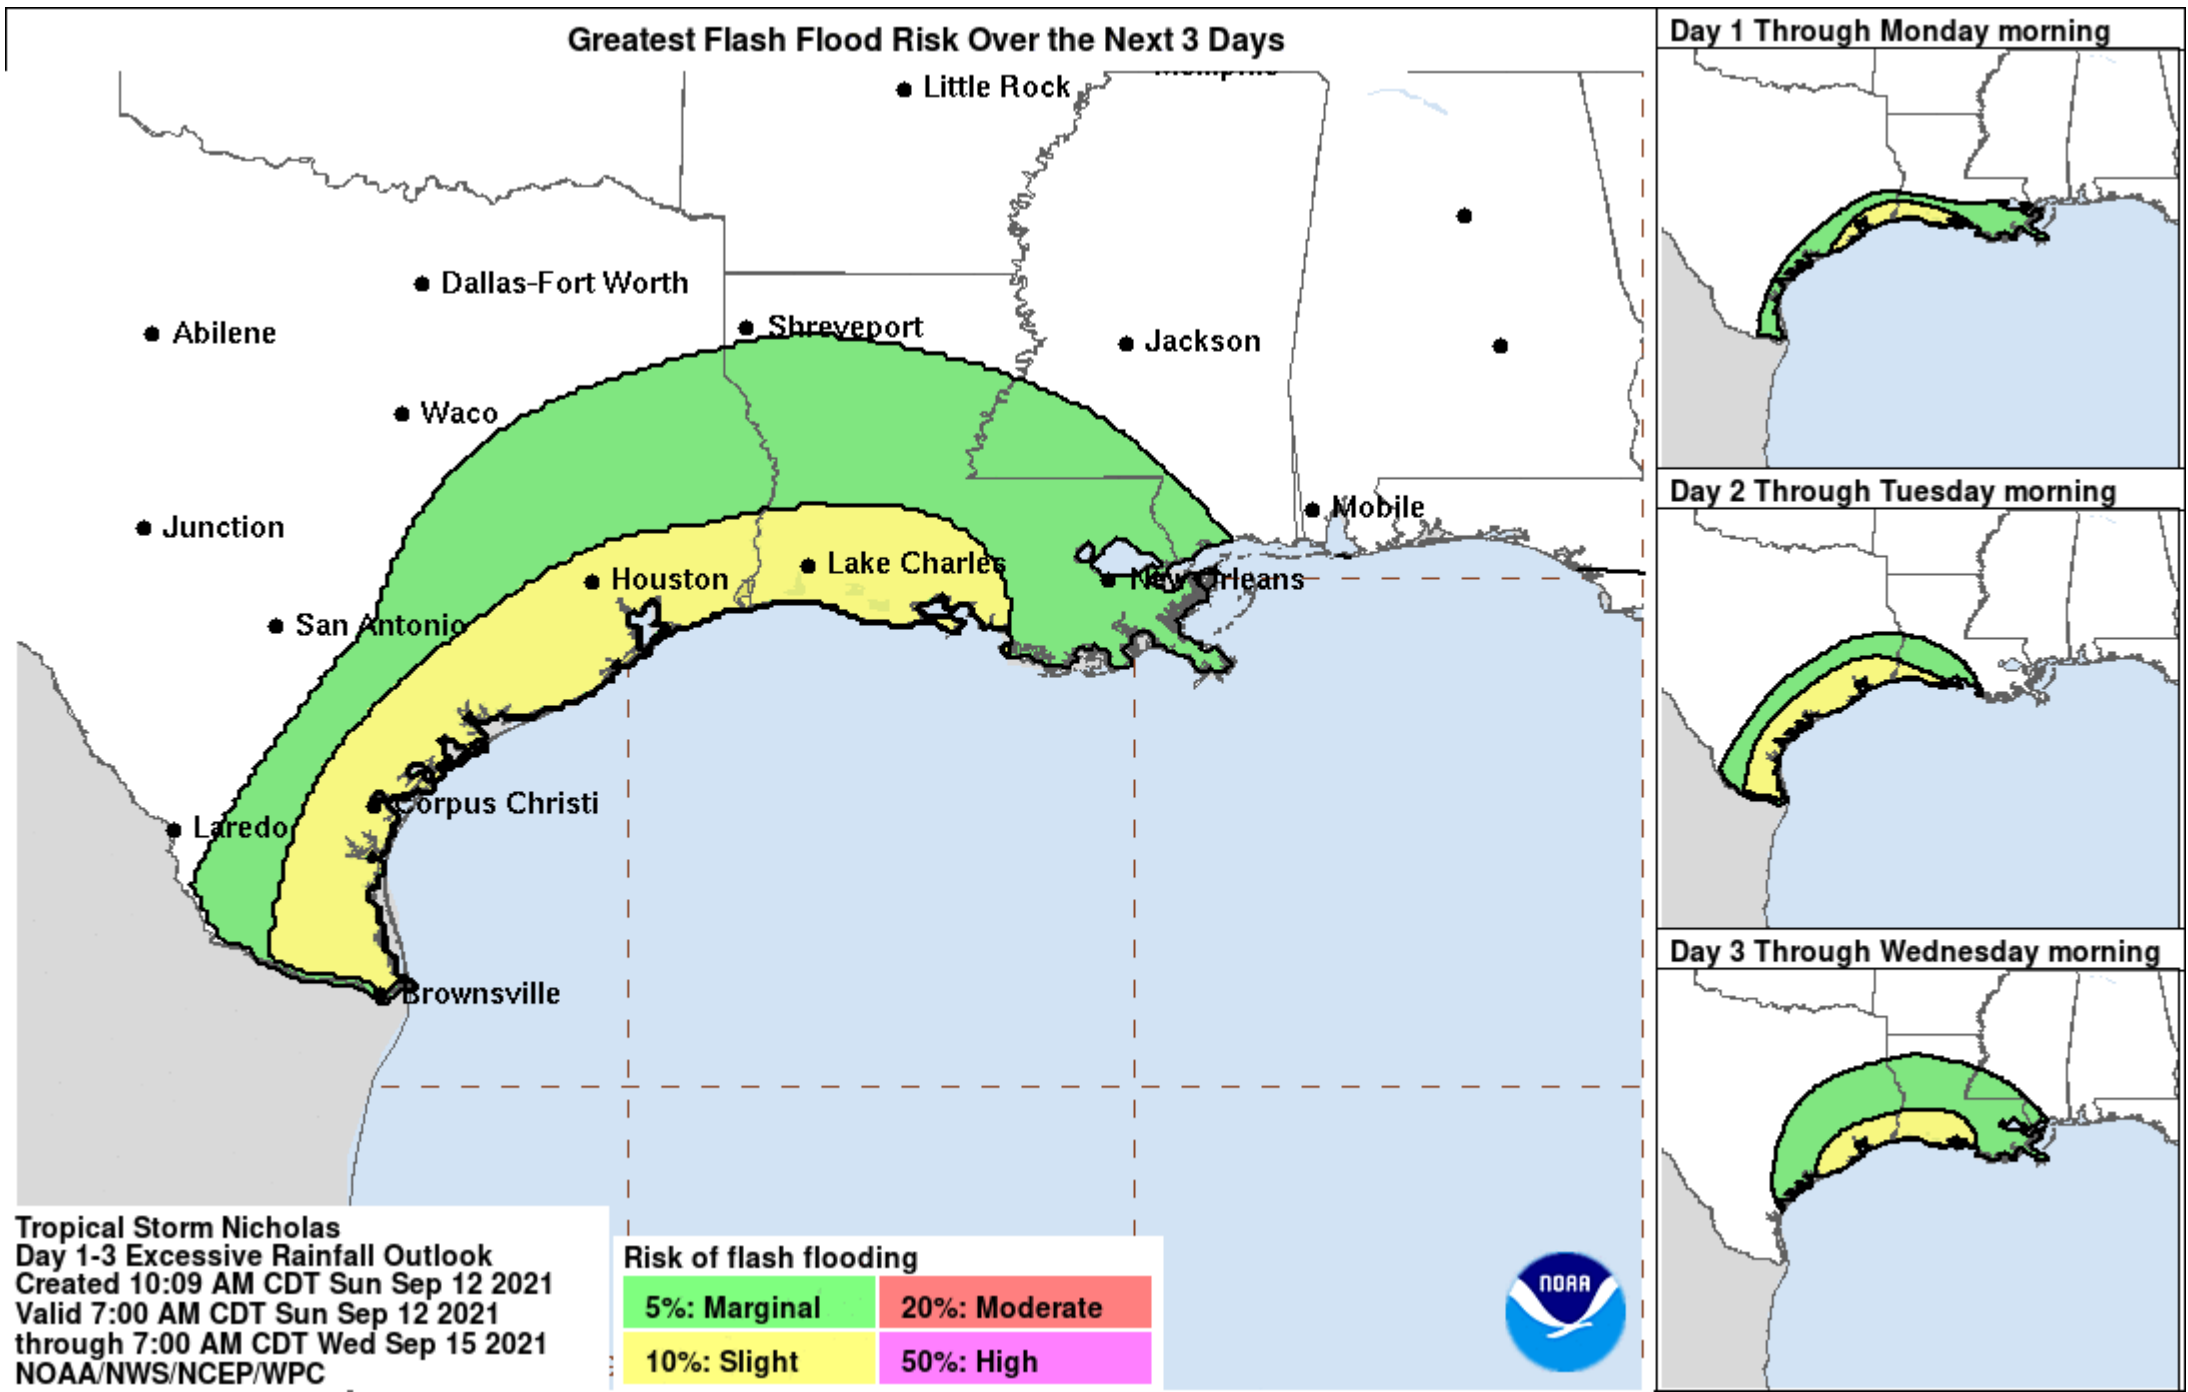 Greatest Flash Flood Risk Over the Next 3 Days
Little Rock
Dallas-Fort Worth
Abilene
Shreveport
Jackson
Waco
Mobile
Junction
Lake Charles
Houston
New Orleans
San Antonio
Corpus Christi
Laredo
Brownsville
Tropical Storm Nicholas
Day 1-3 Excessive Rainfall Outlook
Created 10:09 AM CDT Sun Sep 12 2021
Valid 7:00 AM CDT Sun Sep 12 2021
through 7:00 AM CDT Wed Sep 15 2021
NOAA/NWS/NCEP/WPC
Risk of flash flooding
5%: Marginal
20%: Moderate
10%: Slight
50%: High
NOAA
Day 1 Through Monday morning
Day 2 Through Tuesday morning
Day 3 Through Wednesday morning